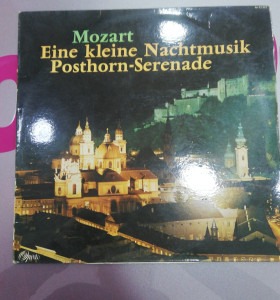 Mozart
Eine kleine Nachtmusik
Posthorn-Serenade